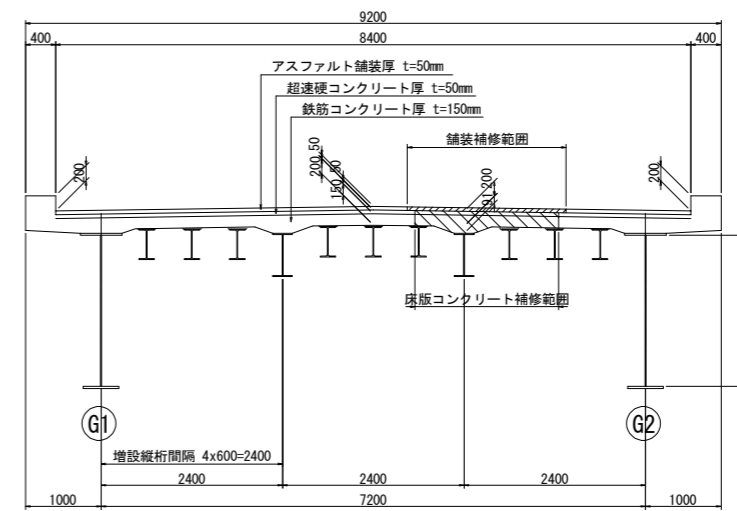 9200
400
8400
400
アスファルト舗装厚 t=50mm
超速硬コンクリート厚 t=50mm
鉄筋コンクリート厚 t=150mm
舗装補修範囲
200
200 50
150 50
91 200
200
床版コンクリート補修範囲
G1
G2
増設縦桁間隔 4x600=2400
2400
2400
2400
1000
7200
1000